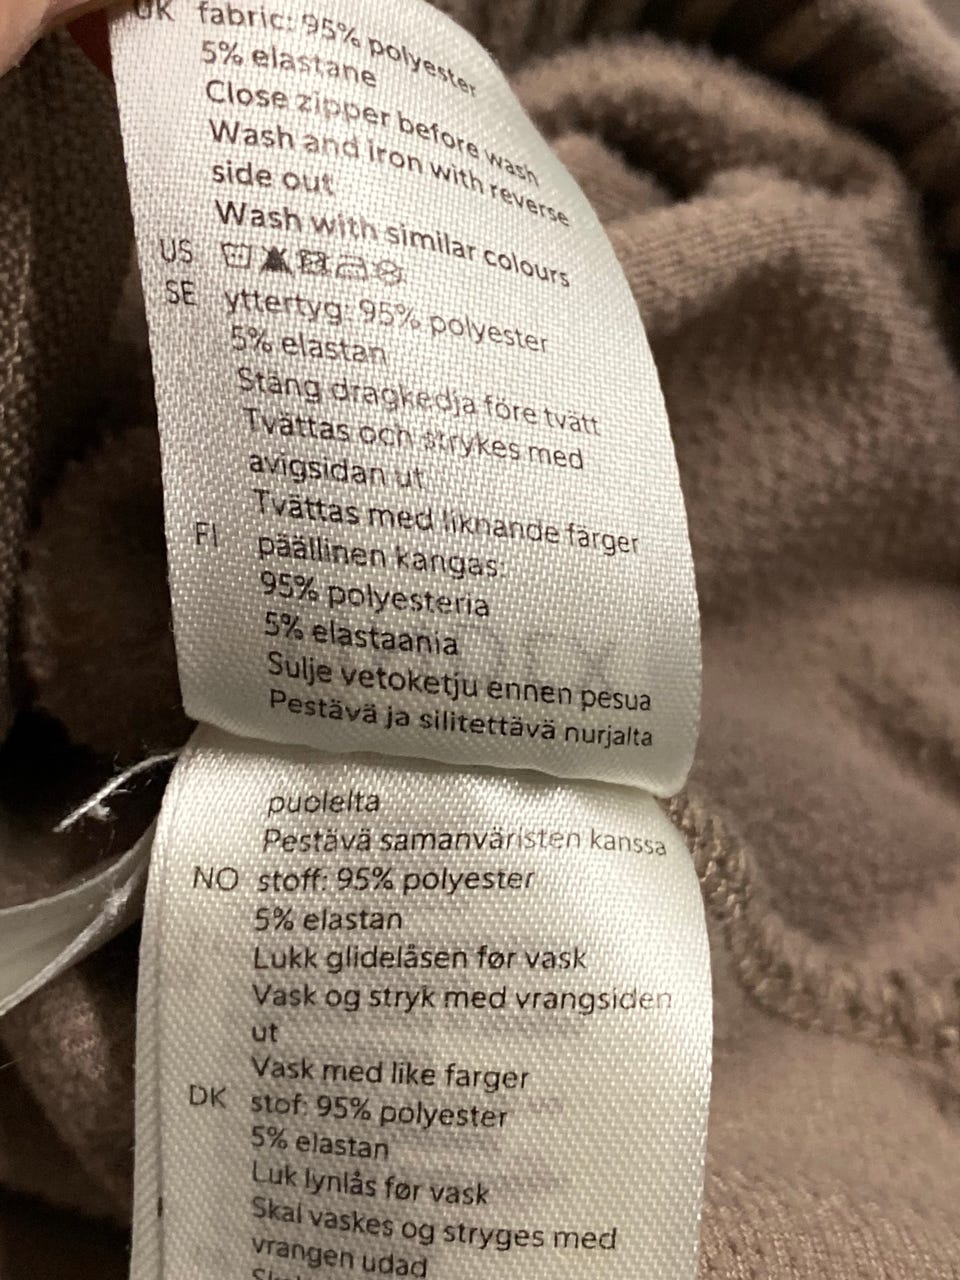 UK fabric: 95% polyester
5% elastane
Close zipper before wash
Wash and iron with reverse
side out
Wash with similar colours
US
SE yttertyg: 95% polyester
5% elastan
Stäng dragkedja före tvätt
Tvättas och strykes med
avigsidan ut
Tvättas med liknande färger
FI päällinen kangas:
95% polyesteria
5% elastaania
Sulje vetoketju ennen pesua
Pestävä ja silitettävä nurjalta
puolelta
Pestävä samanväristen kanssa
NO stoff: 95% polyester
5% elastan
Lukk glidelåsen før vask
Vask og stryk med vrangsiden
ut
Vask med like farger
DK stof: 95% polyester
5% elastan
Luk lynlås før vask
Skal vaskes og stryges med
vrangen udad